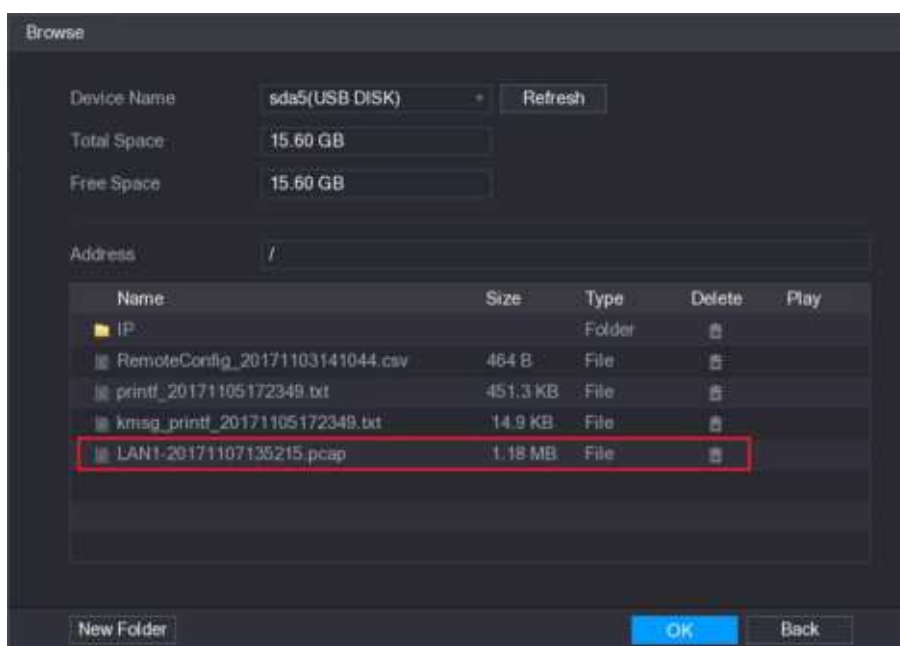 Browse
Device Name sda5(USB DISK) Refresh
Total Space 15.60 GB
Free Space 15.60 GB
Address /
Name Size Type Delete Play
IP Folder
RemoteConfig_20171103141044.csv 464 B File
printf_20171105172349.txt 451.3 KB File
kmsg_printf_20171105172349.txt 14.9 KB File
LAN1-20171107135215.pcap 1.18 MB File
New Folder OK Back